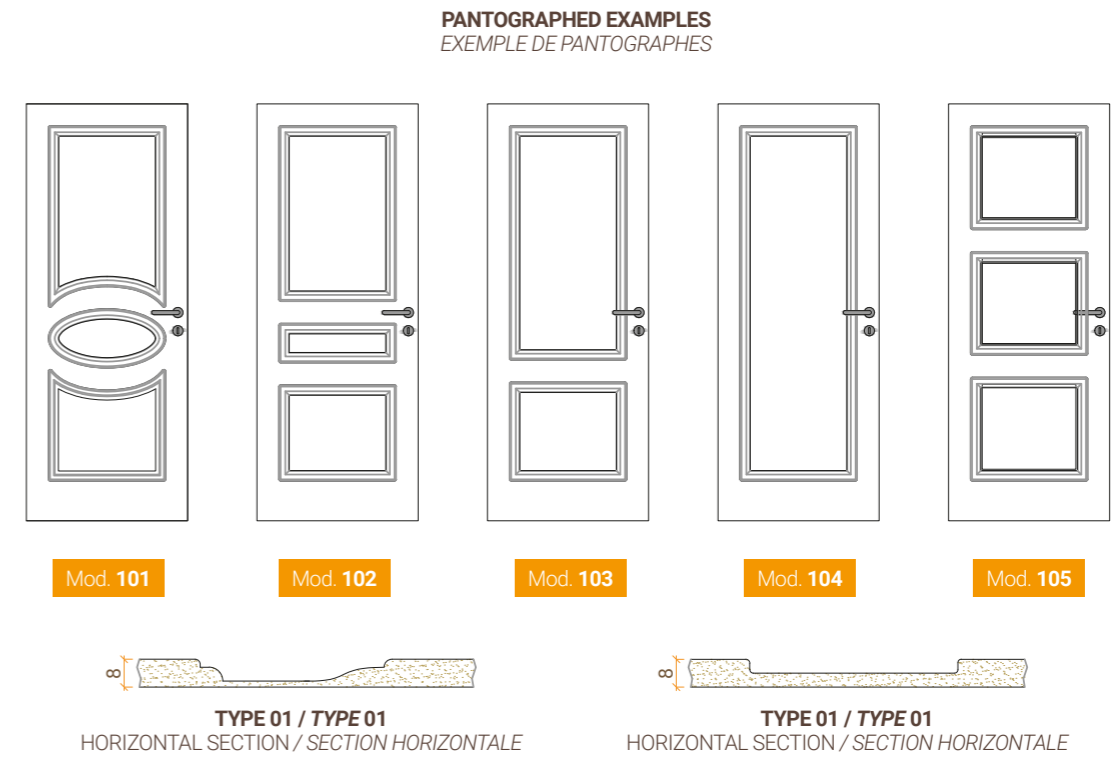 PANTOGRAPHED EXAMPLES
EXEMPLE DE PANTOGRAPHES
Mod. 101
Mod. 102
Mod. 103
Mod. 104
Mod. 105
8
8
TYPE 01 / TYPE 01
HORIZONTAL SECTION / SECTION HORIZONTALE
TYPE 01 / TYPE 01
HORIZONTAL SECTION / SECTION HORIZONTALE